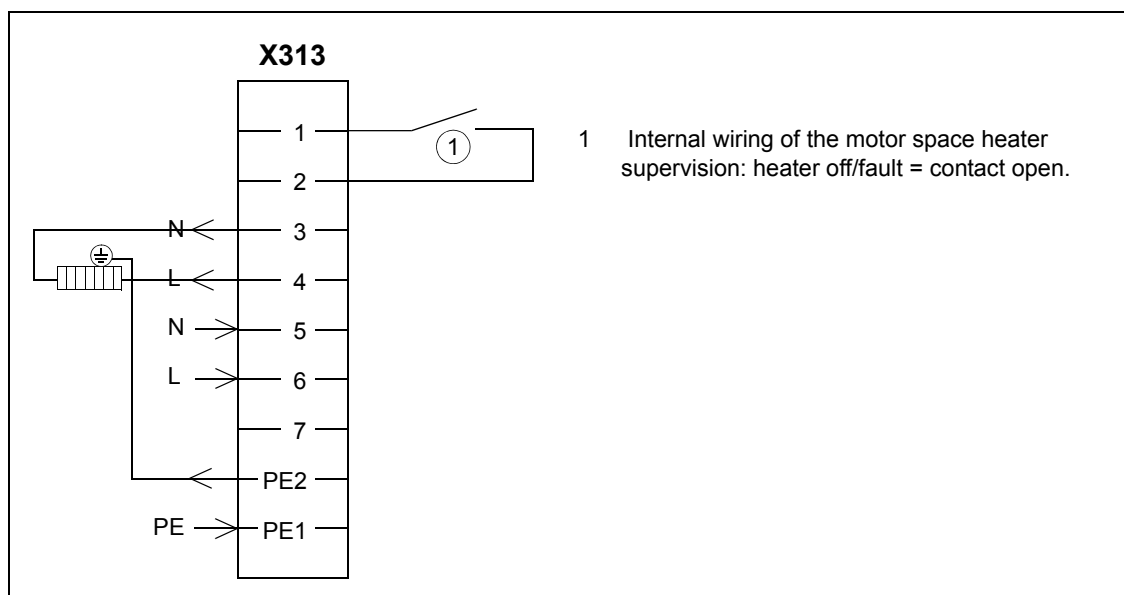 X313
1
1
1 Internal wiring of the motor space heater
supervision: heater off/fault = contact open.
2
N 3
L 4
N 5
L 6
7
PE2
PE PE1